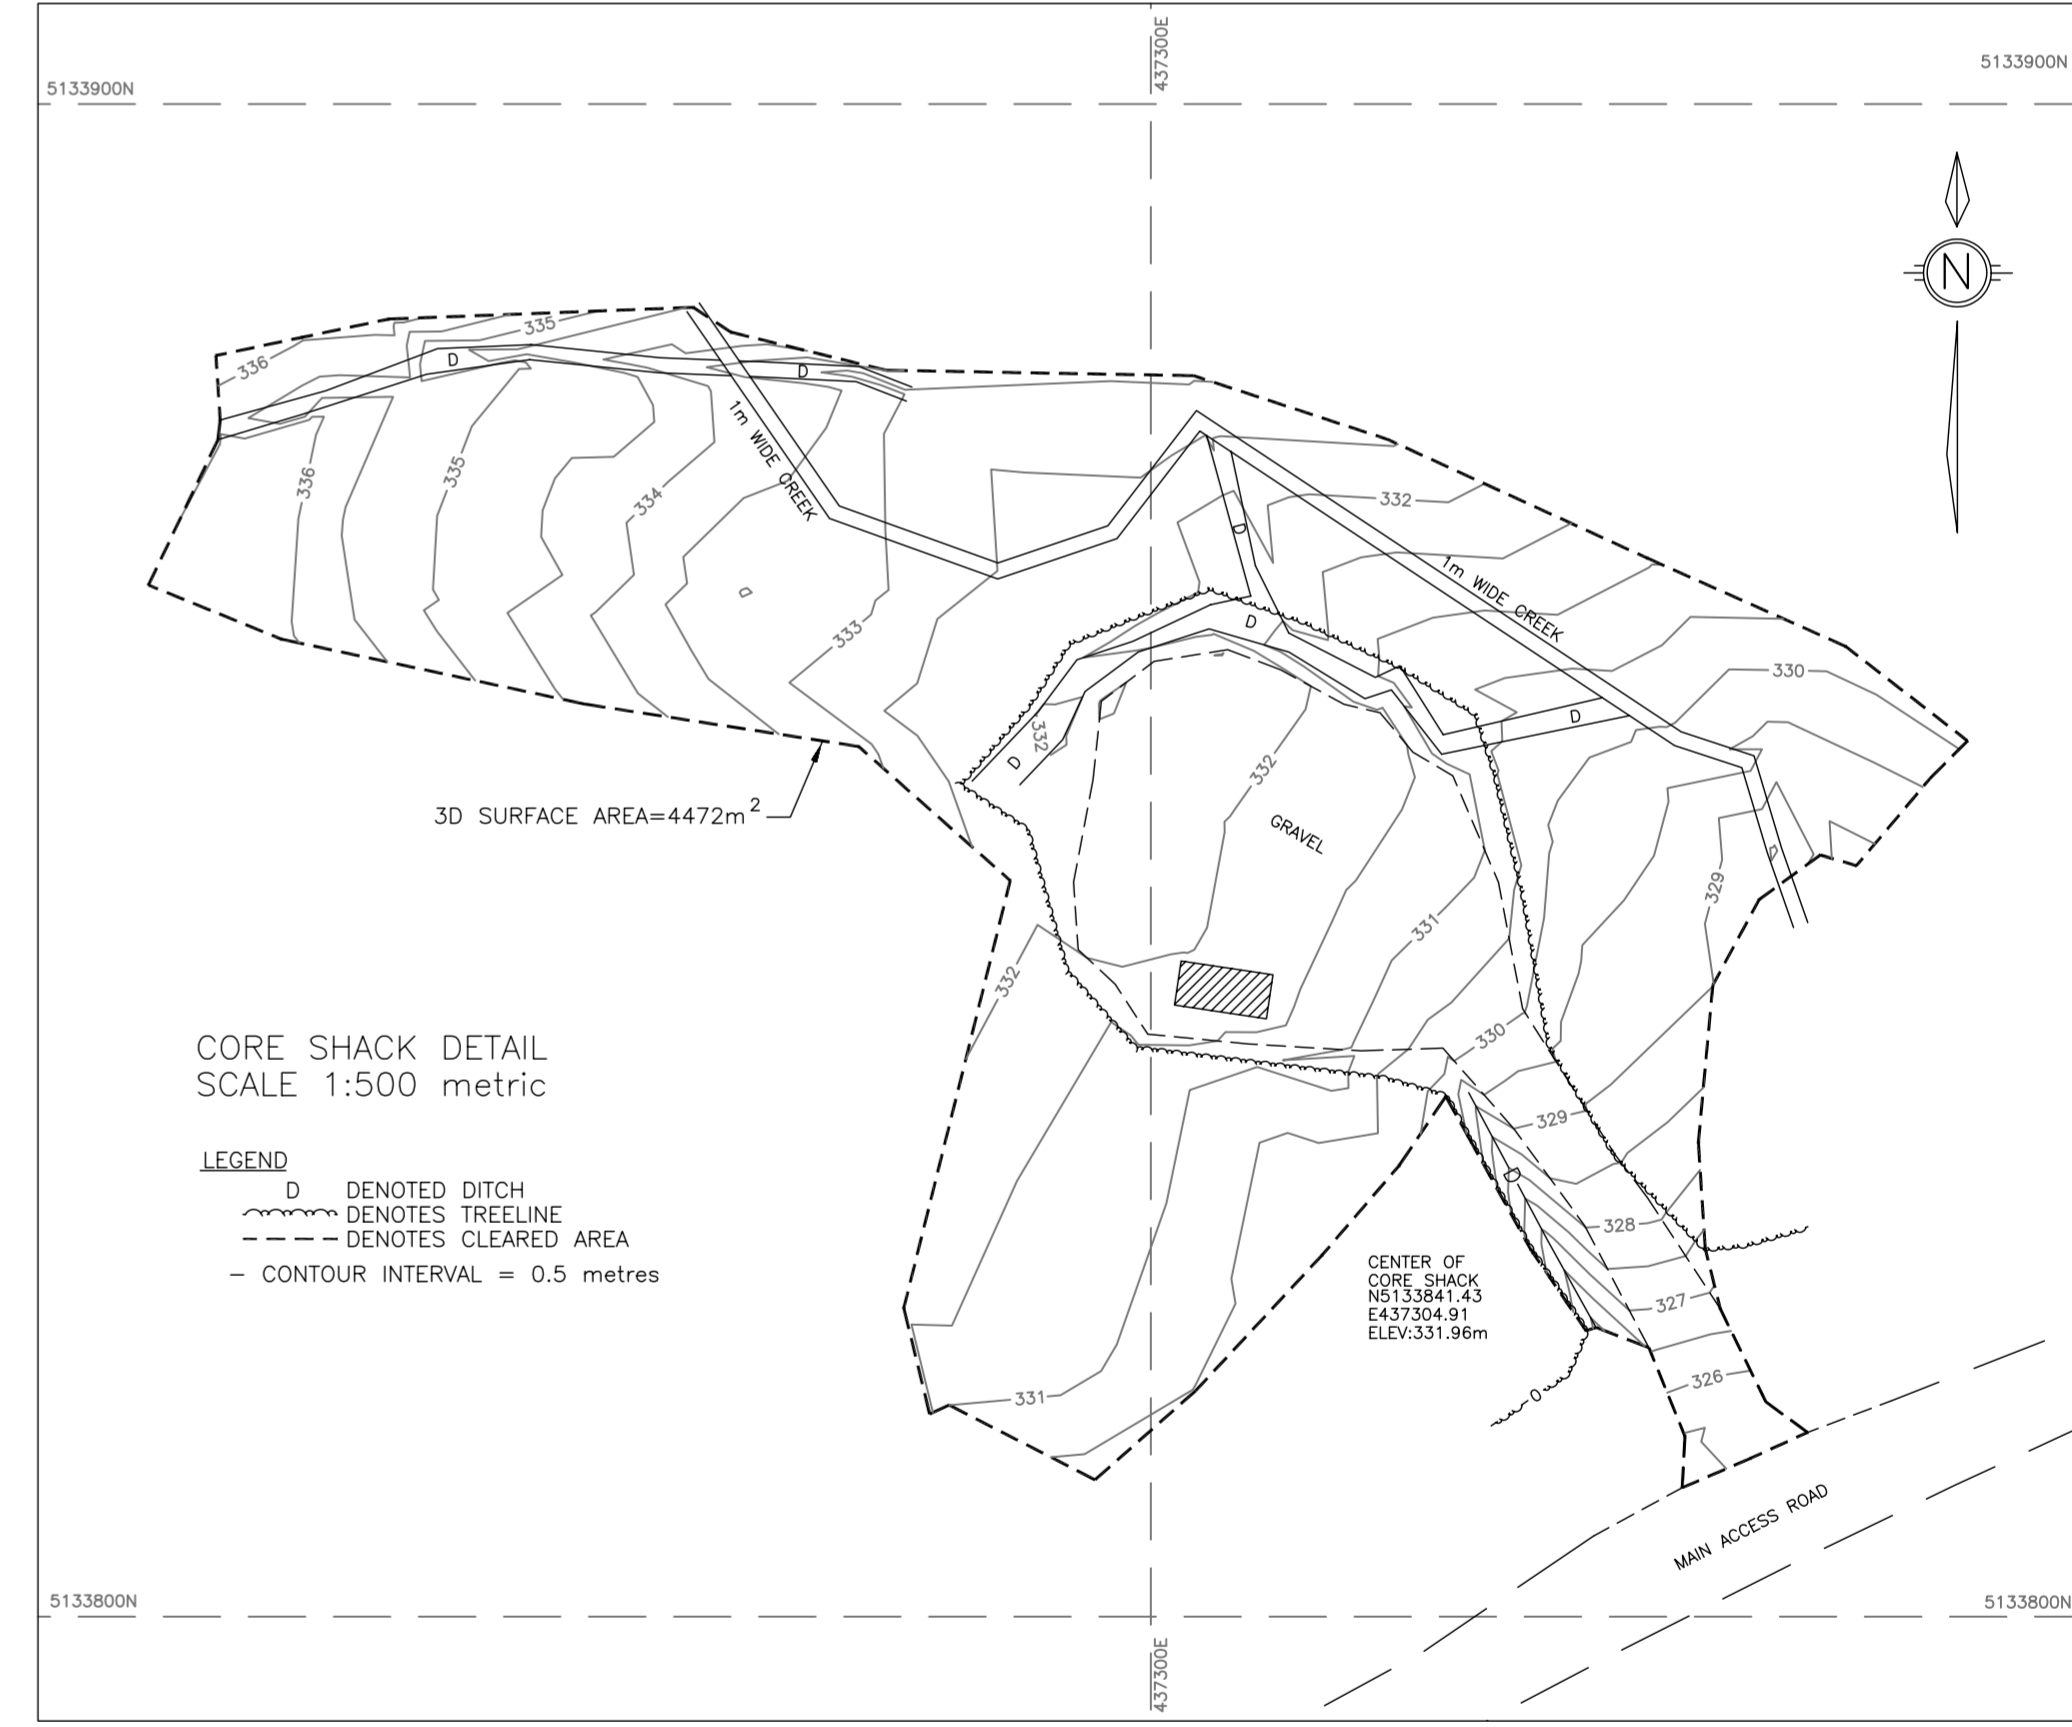 437300E
5133900N
5133900N
N
335
336
D
D
1m WIDE CREEK
336
335
334
332
D
1m WIDE CREEK
333
D
330
332
D
D
332
3D SURFACE AREA=4472m²
GRAVEL
329
331
332
CORE SHACK DETAIL
SCALE 1:500 metric
330
329
LEGEND
D DENOTED DITCH
DENOTES TREELINE
DENOTES CLEARED AREA
– CONTOUR INTERVAL = 0.5 metres
D
328
CENTER OF
CORE SHACK
N5133841.43
E437304.91
ELEV:331.96m
327
326
331
0
MAIN ACCESS ROAD
5133800N
5133800N
437300E